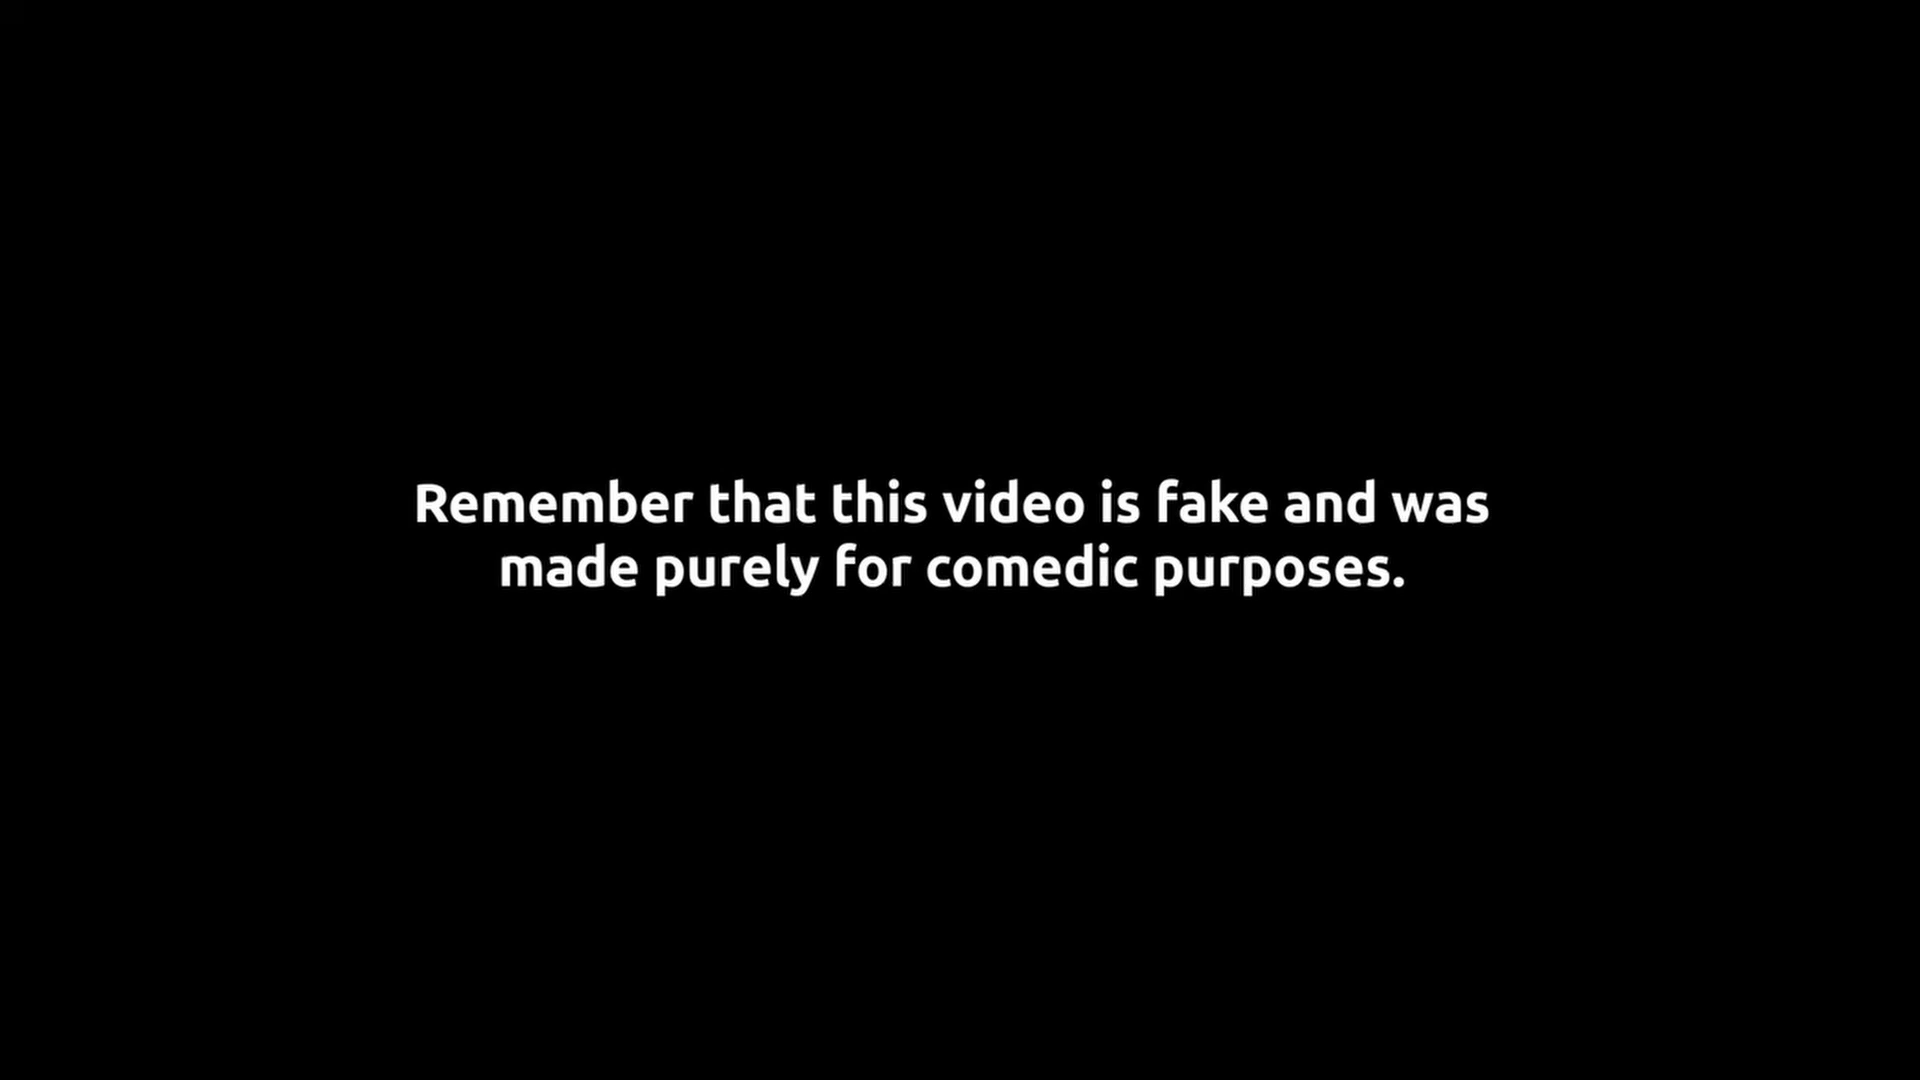 Remember that this video is fake and was
made purely for comedic purposes.